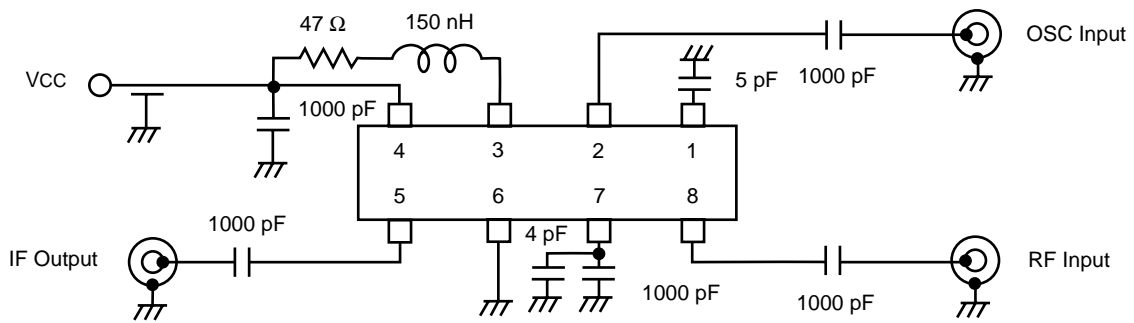 47 Ω
150 nH
OSC Input
VCC
1000 pF
5 pF
1000 pF
4 3 2 1
5 6 7 8
1000 pF
4 pF
IF Output
1000 pF
1000 pF
RF Input